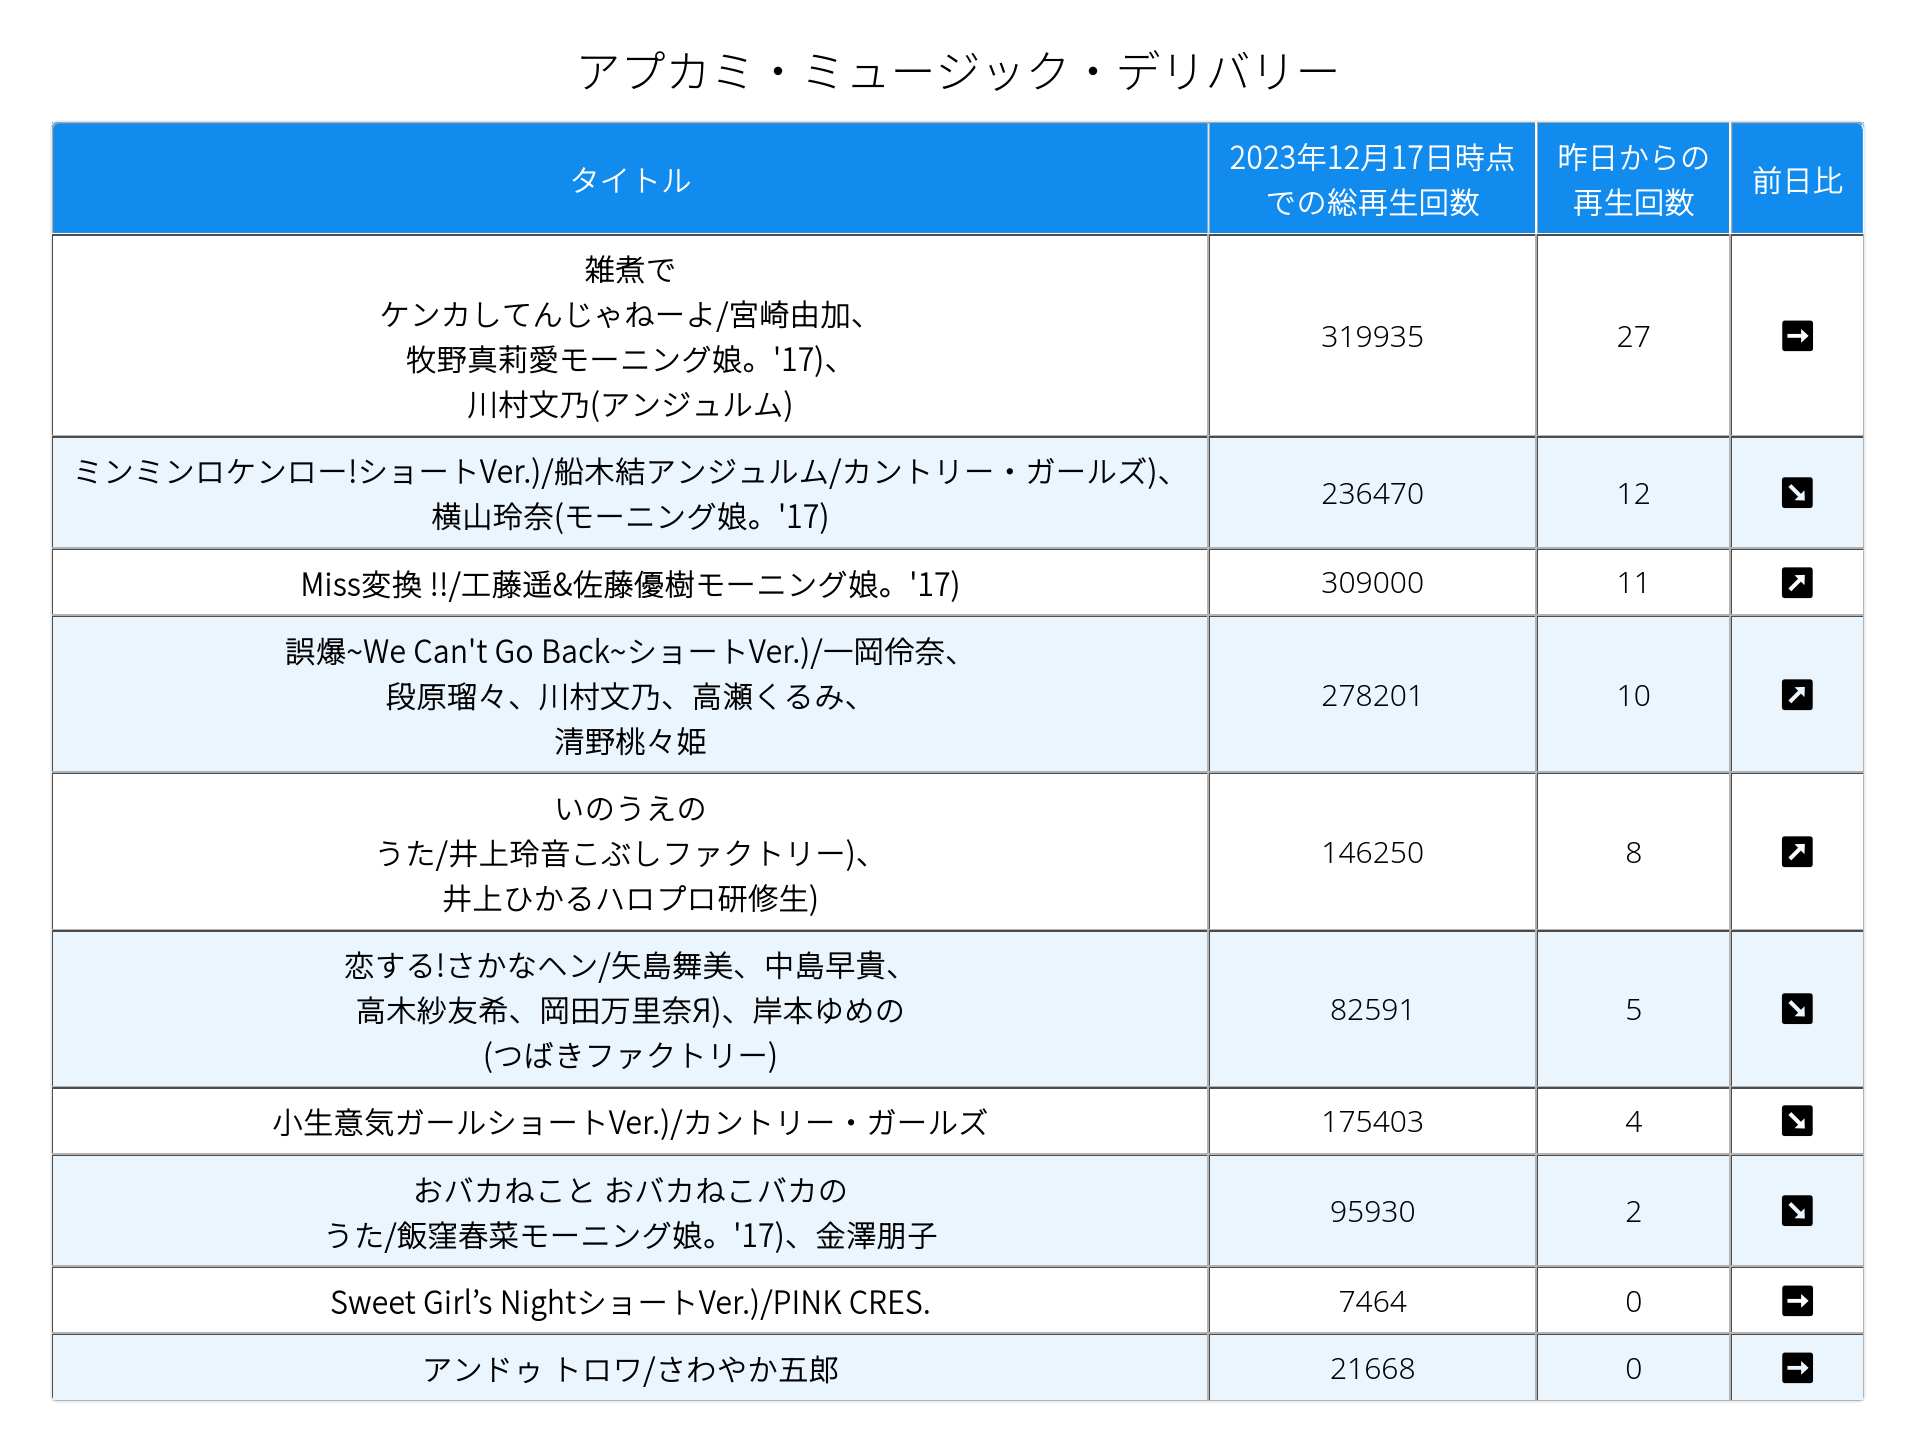 アプカミ・ミュージック・デリバリー
タイトル
2023年12月17日時点
での総再生回数
昨日からの
再生回数
前日比
雑煮で
ケンカしてんじゃねーよ/宮崎由加、
牧野真莉愛モーニング娘。'17)、
川村文乃(アンジュルム)
319935
27
ミンミンロケンロー!ショートVer.)/船木結アンジュルム/カントリー・ガールズ)、
横山玲奈(モーニング娘。'17)
236470
12
Miss変換 !!/工藤遥&佐藤優樹モーニング娘。'17)
309000
11
誤爆~We Can't Go Back~ショートVer.)/一岡伶奈、
段原瑠々、川村文乃、高瀬くるみ、
清野桃々姫
278201
10
いのうえの
うた/井上玲音こぶしファクトリー)、
井上ひかるハロプロ研修生)
146250
8
恋する!さかなヘン/矢島舞美、中島早貴、
高木紗友希、岡田万里奈Я)、岸本ゆめの
(つばきファクトリー)
82591
5
小生意気ガールショートVer.)/カントリー・ガールズ
175403
4
おバカねこと おバカねこバカの
うた/飯窪春菜モーニング娘。'17)、金澤朋子
95930
2
Sweet Girl’s NightショートVer.)/PINK CRES.
7464
0
アンドゥ トロワ/さわやか五郎
21668
0